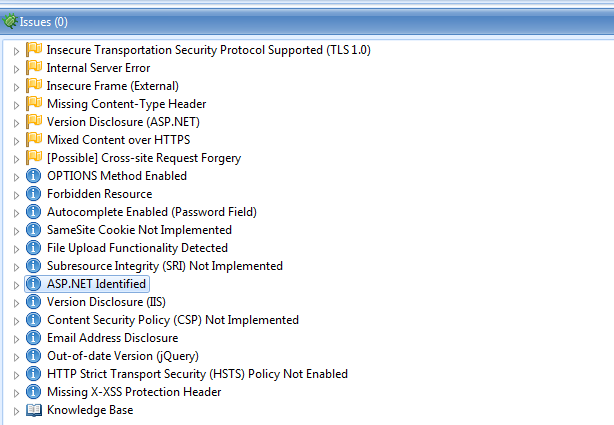 Issues (0)
Insecure Transportation Security Protocol Supported (TLS 1.0)
Internal Server Error
Insecure Frame (External)
Missing Content-Type Header
Version Disclosure (ASP.NET)
Mixed Content over HTTPS
[Possible] Cross-site Request Forgery
OPTIONS Method Enabled
Forbidden Resource
Autocomplete Enabled (Password Field)
SameSite Cookie Not Implemented
File Upload Functionality Detected
Subresource Integrity (SRI) Not Implemented
ASP.NET Identified
Version Disclosure (IIS)
Content Security Policy (CSP) Not Implemented
Email Address Disclosure
Out-of-date Version (jQuery)
HTTP Strict Transport Security (HSTS) Policy Not Enabled
Missing X-XSS Protection Header
Knowledge Base